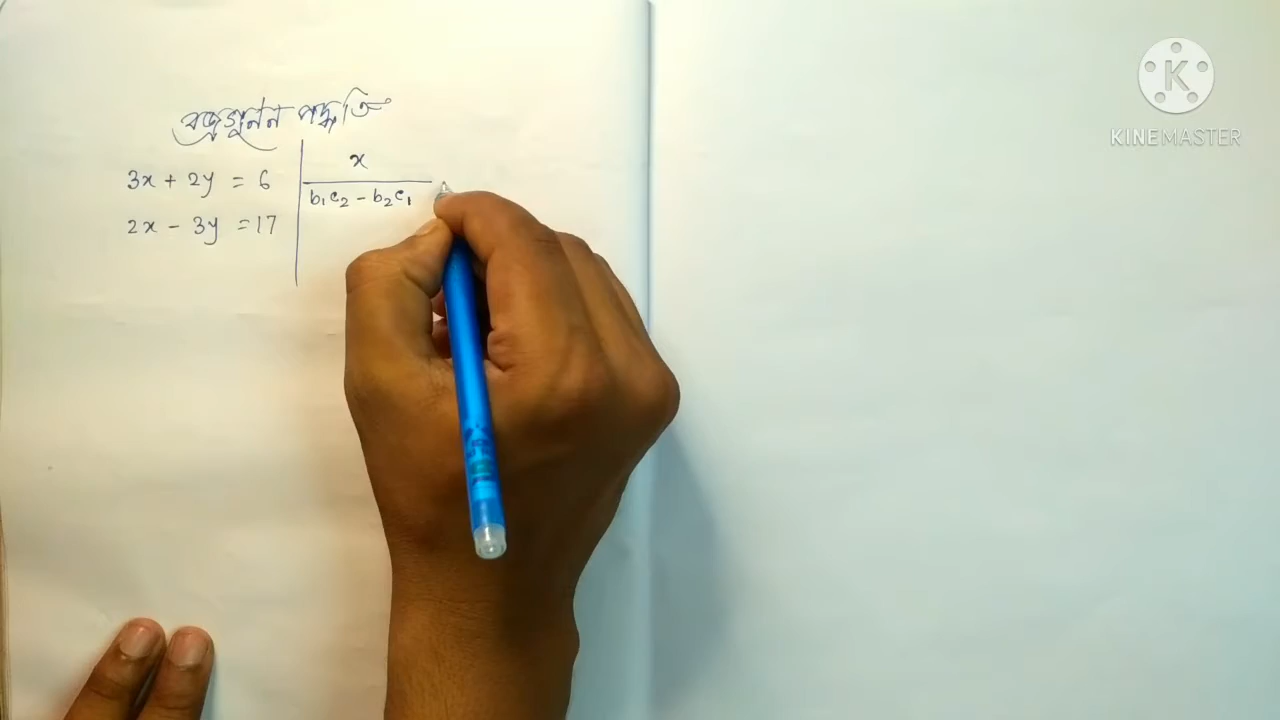 বজ্রগুণন পদ্ধতি
3x + 2y = 6
2x - 3y = 17
x
b₁c₂ - b₂c₁
K
KINEMASTER